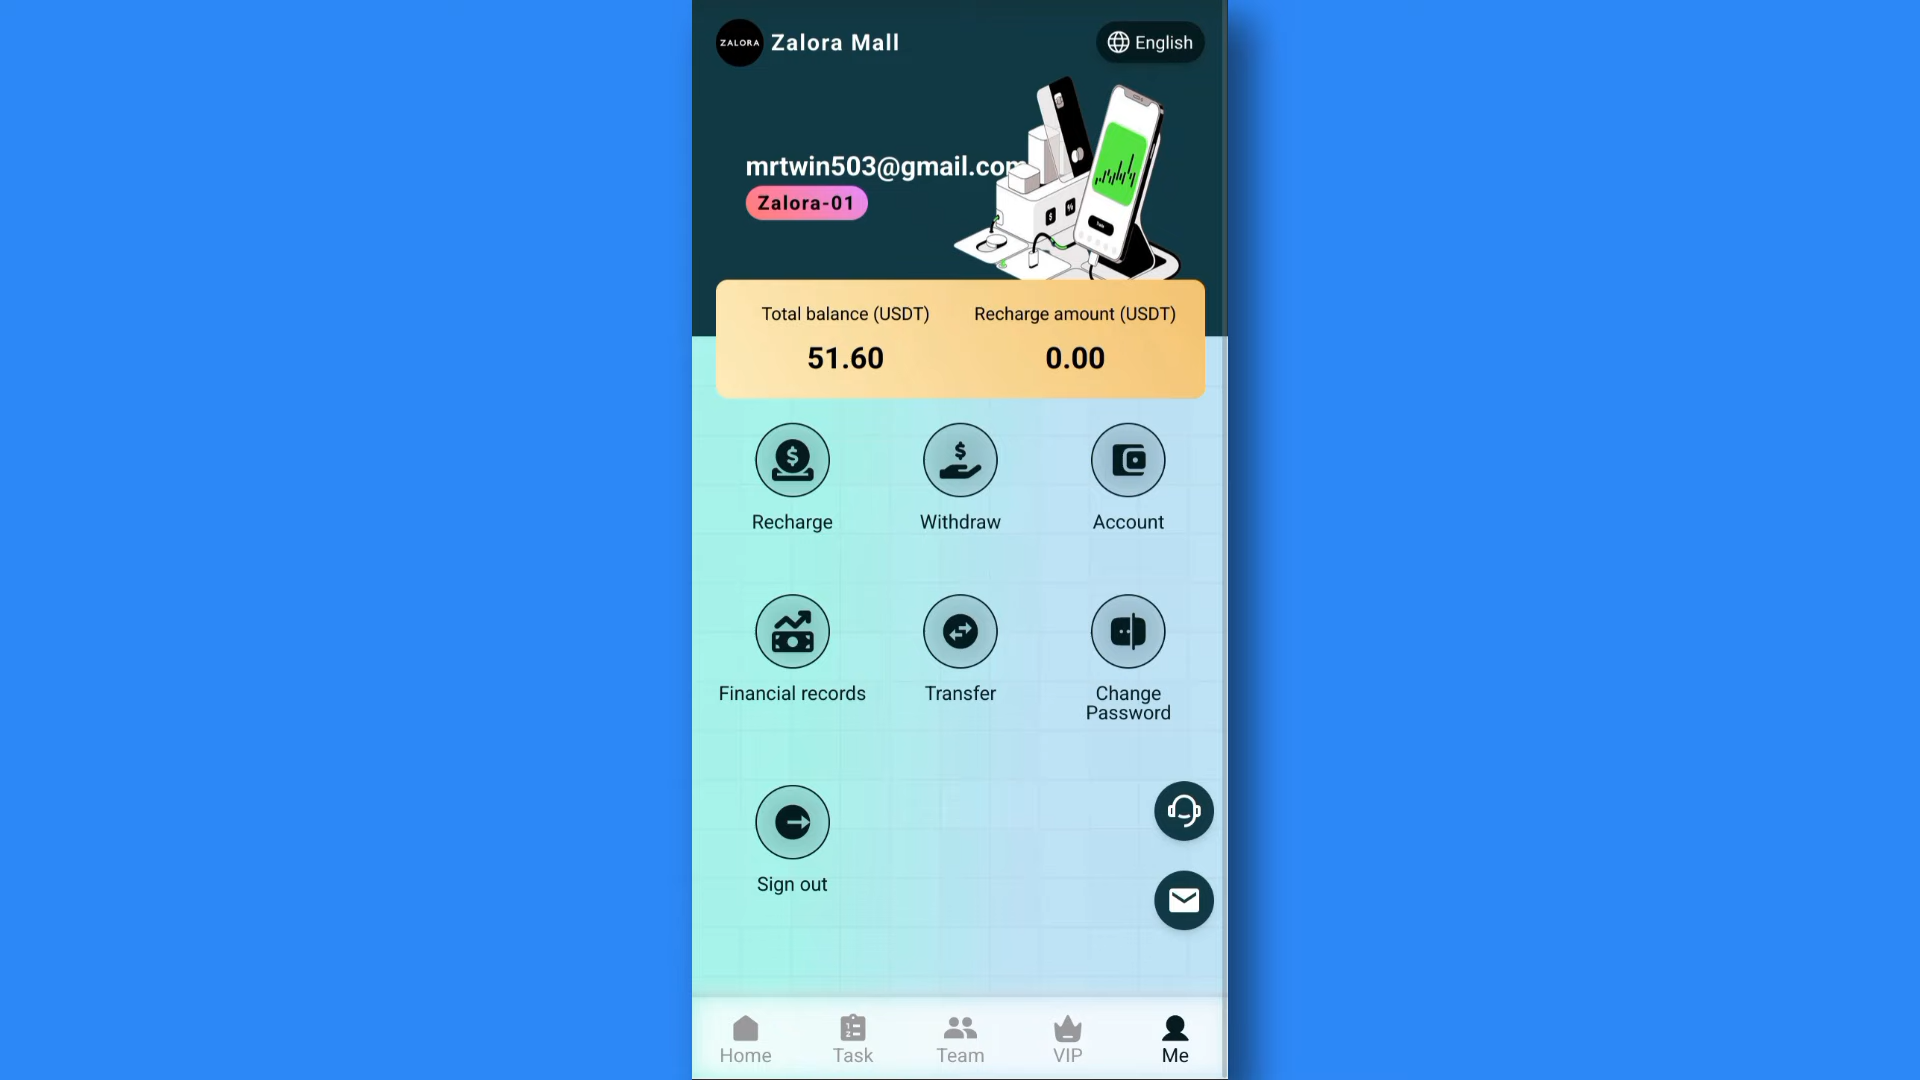 ZALORA
Zalora Mall
English
mrtwin503@gmail.com
Zalora-01
Total balance (USDT)
Recharge amount (USDT)
51.60
0.00
Recharge
Withdraw
Account
Financial records
Transfer
Change
Password
Sign out
Home
Task
Team
VIP
Me